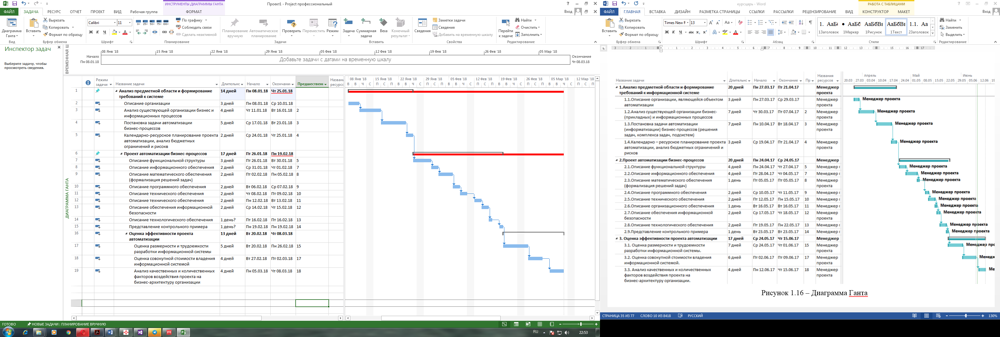 ИНСТРУМЕНТЫ ДИАГРАММЫ ГАНТА
Проект1 - Project профессиональный
ФАЙЛ ЗАДАЧА РЕСУРС ОТЧЕТ ПРОЕКТ ВИД Рабочая группа ФОРМАТ Вход
Диаграмма Ганта
Вид
Вставить
Вырезать
Копировать
Формат по образцу
Буфер обмена
Calibri 11
Ж К Ч
Шрифт
0% 25% 50% 75% 100%
По графику
Соблюдать связи
Сделать неактивной
Планирование
Планирование вручную
Автоматическое планирование
Проверить
Переместить
Режим
Задачи
Задача
Суммарная задача
Веха
Конечный результат
Вставить
Сведения
Заметки задачи
Сведения
Добавить на временную шкалу
Свойства
Перейти к задаче
Найти
Очистить
Заполнить
Редактирование
Инспектор задач
Выберите задачу, чтобы
просмотреть сведения.
ВРЕМЕННАЯ Ш
08 Янв '18 15 Янв '18 22 Янв '18 29 Янв '18 05 Фев '18 12 Фев '18 19 Фев '18 26 Фев '18 05 Мар '18
Начало
Пн 08.01.18
Добавьте задачи с датами на временную шкалу
Окончание
Чт 08.03.18
ДИАГРАММА ГАНТА
Режим задачи Название задачи Длительнс Начало Окончани Предшествен Назван ресурс
08 Янв '18 15 Янв '18 22 Янв '18 29 Янв '18 05 Фев '18 12 Фев '18 19 Фев '18 26 Фев '18 05 Мар '18 12 Мар '18
В В Ч С П В С Ч П С В П В Ч С П
1 Анализ предметной области и формирование 14 дней Пн 08.01.18 Чт 25.01.18
требований к системе
2 Описание организации 3 дней Пн 08.01.18 Ср 10.01.18
3 Анализ существующей организации бизнес и 4 дней Чт 11.01.18 Вт 16.01.18 2
информационных процессов
4 Постановка задачи автоматизации 5 дней Ср 17.01.18 Вт 23.01.18 3
бизнес-процессов
5 Календарно-ресурсное планирование проекта 2 дней Ср 24.01.18 Чт 25.01.18 4
автоматизации, анализ бюджетных
ограничений и рисокв
6 Проект автоматизации бизнес-процессов 17 дней Пт 26.01.18 Пн 19.02.18
7 Описание функциональной структуры 3 дней Пт 26.01.18 Вт 30.01.18 5
8 Описание информационного обеспечения 2 дней Ср 31.01.18 Чт 01.02.18 7
9 Описание математического обеспечения 2 дней Пт 02.02.18 Пн 05.02.18 8
(формализация решений задач)
10 Описание программного обеспечения 2 дней Вт 06.02.18 Ср 07.02.18 9
11 Описание технического обеспечения 2 дней Чт 08.02.18 Пт 09.02.18 10
12 Описание технического обеспечения 2 дней Пн 12.02.18 Вт 13.02.18 11
13 Описание обеспечения информационной 2 дней Ср 14.02.18 Чт 15.02.18 12
безопасности
14 Описание технологического обеспечения 1 день? Пт 16.02.18 Пт 16.02.18 13
15 Представление контрольного примера 1 день? Пн 19.02.18 Пн 19.02.18 14
16 Оценка эффективности проекта 13 дней Вт 20.02.18 Чт 08.03.18
автоматизации
17 Оценка размерности и трудоемкости 5 дней Вт 20.02.18 Пн 26.02.18 15
разработки информационной системы
18 Оценка совокупной стоимости владения 4 дней Вт 27.02.18 Пт 02.03.18 17
информационной системой
19 Анализ качественных и количественных 4 дней Пн 05.03.18 Чт 08.03.18 18
факторов воздействия проекта на
бизнес-архитектуру организации
ГОТОВО НОВЫЕ ЗАДАЧИ : ПЛАНИРОВАНИЕ ВРУЧНУЮ
RU 22:53
курсцарь - Word
РАБОТА С ТАБЛИЦАМИ
ФАЙЛ ГЛАВНАЯ ВСТАВКА ДИЗАЙН РАЗМЕТКА СТРАНИЦЫ ССЫЛКИ РАССЫЛКИ РЕЦЕНЗИРОВАНИЕ ВИД КОНСТРУКТОР МАКЕТ Вход
Вставить
Вырезать
Копировать
Формат по образцу
Буфер обмена
Times New F 13
Ж К Ч abc x₂ x²
Шрифт
Абзац
1. АаБ( АаБб АаБбВв АаБбВв 1.1. Аа
1Заголовок 1Маркер 1Рисунок 1Текст 2Заголовок
Стили
Найти
Заменить
Выделить
Редактирование
3 2 1 1 2 3 4 5 6 7 8 9 10 11 12 13 14 15 16 17
Название задачи Длительнс Начало Окончание Пр Названия ресурсов
Апрель Май Июнь
20.03 27.03 03.04 10.04 17.04 24.04 01.05 08.05 15.05 22.05 29.05 05.06 12.06 19
1.Анализ предметной области и формирование 20 дней Пн 27.03.17 Пт 21.04.17 Менеджер
требований к информационной системе проекта
1.1.Описание организации, являющейся объектом 3 дней Пн 27.03.17 Ср 29.03.17 Менеджер Менеджер проекта
автоматизации проекта
1.2.Анализ существующей организации бизнес- 7 дней Чт 30.03.17 Пт 07.04.17 2 Менеджер Менеджер проекта
(прикладных) и информационных процессов проекта
1.3.Постановка задачи автоматизации 7 дней Пн 10.04.17 Вт 18.04.17 3 Менеджер Менеджер проекта
(информатизации) бизнес-процессов (решения проекта
задач, комплекса задач, подсистем)
1.4.Календарно – ресурсное планирование проекта 3 дней Ср 19.04.17 Пт 21.04.17 4 Менеджер Менеджер проекта
автоматизации, анализ бюджетных ограничений и проекта
рисков
2.Проект автоматизации бизнес-процессов 20 дней Пн 24.04.17 Ср 24.05.17 Менеджер
2.1.Описание функциональной структуры 4 дней Пн 24.04.17 Чт 27.04.17 5 Менеджер Менеджер проекта
2.2.Описание информационного обеспечения 4 дней Пт 28.04.17 Чт 04.05.17 7 Менеджер Менеджер проекта
2.3.Описание математического обеспечения 1 день Пт 05.05.17 Пт 05.05.17 8 Менеджер Менеджер проекта
(формализация решений задач) проекта
2.4.Описание программного обеспечения 2 дней Ср 10.05.17 Чт 11.05.17 9 Менеджер Менеджер проекта
2.5.Описание технического обеспечения 2 дней Пт 12.05.17 Пн 15.05.17 10 Менеджер Менеджер проекта
2.6.Описание организационного обеспечения 1 день Вт 16.05.17 Вт 16.05.17 11 Менеджер Менеджер проекта
2.7.Описание обеспечения информационной 2 дней Ср 17.05.17 Чт 18.05.17 12 Менеджер Менеджер проекта
безопасности проекта
2.8.Описание технологического обеспечения 2 дней Пт 19.05.17 Пн 22.05.17 13 Менеджер Менеджер проекта
2.9.Представление контрольного примера 1 день Вт 23.05.17 Вт 23.05.17 14 Менеджер Менеджер проекта
3. Оценка эффективности проекта автоматизации 17 дней Ср 24.05.17 Чт 15.06.17 Менеджер
3.1. Оценка размерности и трудоемкости 7 дней Ср 24.05.17 Чт 01.06.17 15 Менеджер Менеджер про
разработки информационной системы. проекта
3.2. Оценка совокупной стоимости владения 6 дней Пт 02.06.17 Пт 09.06.17 17 Менеджер Менедж
информационной системой. проекта
3.3. Анализ качественных и количественных 4 дней Пн 12.06.17 Чт 15.06.17 18 Менеджер Ме
факторов воздействия проекта на проекта
бизнес-архитектуру организации.
Рисунок 1.16 – Диаграмма Ганта
СТРАНИЦА 35 ИЗ 77 СЛОВО 10 ИЗ 8418 РУССКИЙ 130%